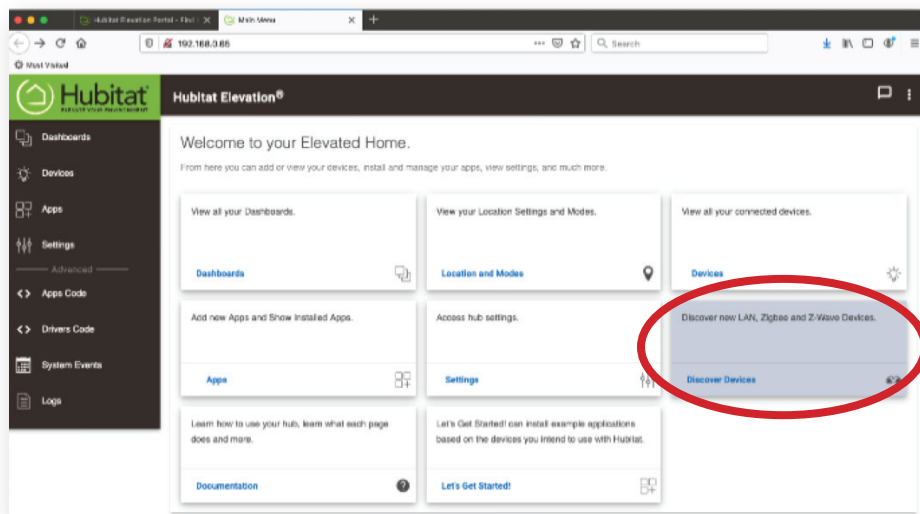 Hubitat Elevation Portal - Find
Main Menu
192.168.0.65
Search
Most Visited
Hubitat
ELEVATE YOUR ENVIRONMENT
Hubitat Elevation®
Dashboards
Devices
Apps
Settings
Advanced
Apps Code
Drivers Code
System Events
Logs
Welcome to your Elevated Home.
From here you can add or view your devices, install and manage your apps, view settings, and much more.
View all your Dashboards.
Dashboards
View your Location Settings and Modes.
Location and Modes
View all your connected devices.
Devices
Add new Apps and Show Installed Apps.
Apps
Access hub settings.
Settings
Discover new LAN, Zigbee and Z-Wave Devices.
Discover Devices
Learn how to use your hub, learn what each page
does and more.
Documentation
Let's Get Started! can install example applications
based on the devices you intend to use with Hubitat.
Let's Get Started!